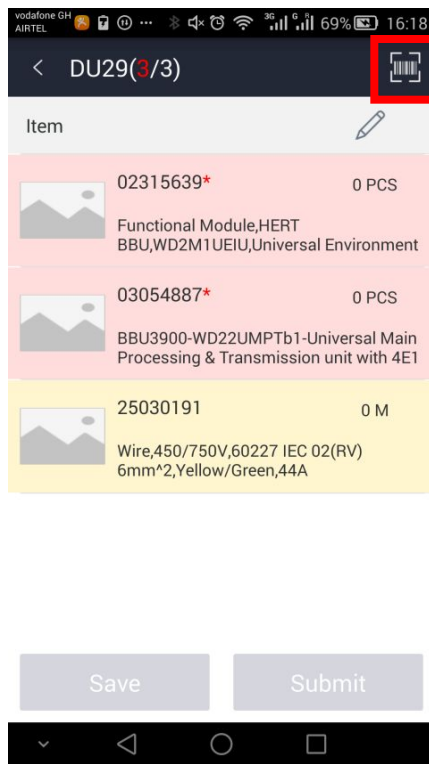 vodafone GH
AIRTEL
3G
G
R
69%
16:18
DU29(3/3)
Item
02315639*
0 PCS
Functional Module,HERT
BBU,WD2M1UEIU,Universal Environment
03054887*
0 PCS
BBU3900-WD22UMPTb1-Universal Main
Processing & Transmission unit with 4E1
25030191
0 M
Wire,450/750V,60227 IEC 02(RV)
6mm^2,Yellow/Green,44A
Save
Submit